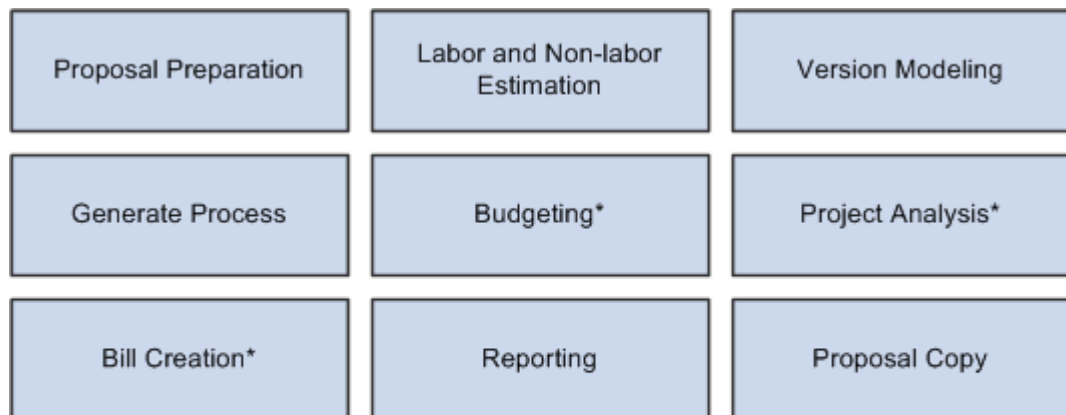 Proposal Preparation
Labor and Non-labor
Estimation
Version Modeling
Generate Process
Budgeting*
Project Analysis*
Bill Creation*
Reporting
Proposal Copy